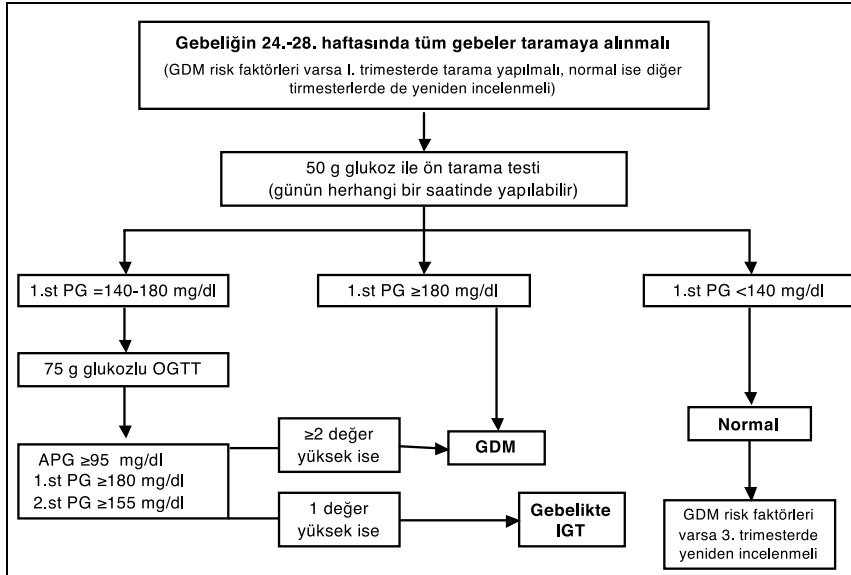 Gebeliğin 24.-28. haftasında tüm gebeler taramaya alınmalı
(GDM risk faktörleri varsa I. trimesterde tarama yapılmalı, normal ise diğer
tirmesterlerde de yeniden incelenmeli)
50 g glukoz ile ön tarama testi
(günün herhangi bir saatinde yapılabilir)
1.st PG =140-180 mg/dl
1.st PG ≥180 mg/dl
1.st PG <140 mg/dl
75 g glukozlu OGTT
APG ≥95 mg/dl
1.st PG ≥180 mg/dl
2.st PG ≥155 mg/dl
≥2 değer
yüksek ise
GDM
1 değer
yüksek ise
Gebelikte
IGT
Normal
GDM risk faktörleri
varsa 3. trimesterde
yeniden incelenmeli